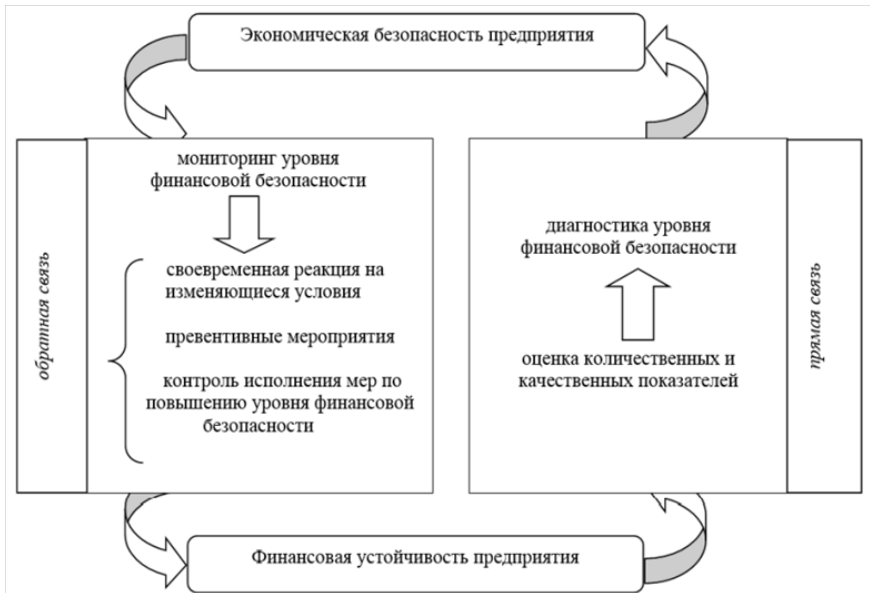 Экономическая безопасность предприятия
обратная связь
мониторинг уровня
финансовой безопасности
своевременная реакция на
изменяющиеся условия
превентивные мероприятия
контроль исполнения мер по
повышению уровня финансовой
безопасности
диагностика уровня
финансовой безопасности
оценка количественных и
качественных показателей
прямая связь
Финансовая устойчивость предприятия